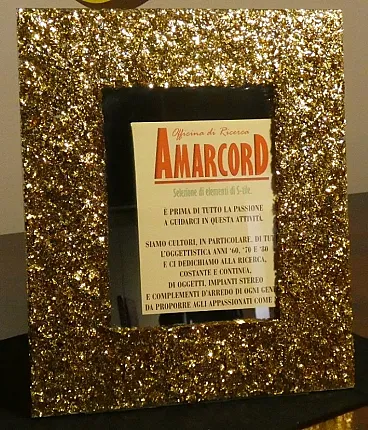 Officina di Ricerca
AMARCORD
Selezione di elementi di S-tile.
E PRIMA DI TUTTO LA PASSIONE
A GUIDARCI IN QUESTA ATTIVITÀ.
SIAMO CULTORI, IN PARTICOLARE, DI TUT
L'OGGETTISTICA ANNI '60, '70 E '80
E CI DEDICHIAMO ALLA RICERCA,
COSTANTE E CONTINUA,
DI OGGETTI, IMPIANTI STEREO
E COMPLEMENTI D'ARREDO DI OGNI GEN
DA PROPORRE AGLI APPASSIONATI COME